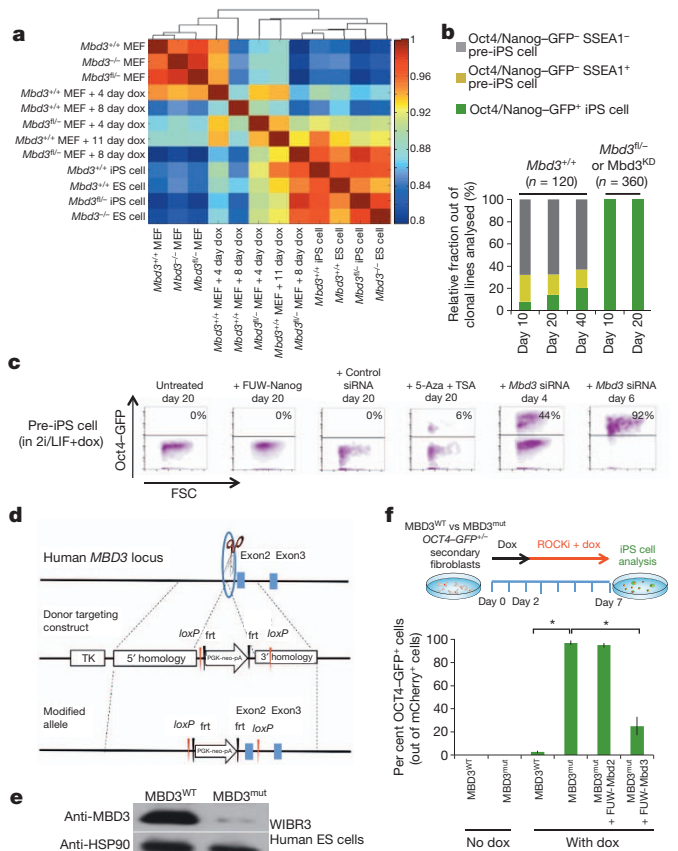 a
Mbd3+/+ MEF
Mbd3−/− MEF
Mbd3fl/− MEF
Mbd3+/+ MEF + 4 day dox
Mbd3+/+ MEF + 8 day dox
Mbd3fl/− MEF + 4 day dox
Mbd3+/+ MEF + 11 day dox
Mbd3fl/− MEF + 8 day dox
Mbd3+/+ iPS cell
Mbd3+/+ ES cell
Mbd3fl/− iPS cell
Mbd3−/− ES cell
1
0.96
0.92
0.88
0.84
0.8
Mbd3+/+ MEF
Mbd3−/− MEF
Mbd3fl/− MEF
Mbd3+/+ MEF + 4 day dox
Mbd3+/+ MEF + 8 day dox
Mbd3fl/− MEF + 4 day dox
Mbd3+/+ MEF + 11 day dox
Mbd3fl/− MEF + 8 day dox
Mbd3+/+ iPS cell
Mbd3+/+ ES cell
Mbd3fl/− iPS cell
Mbd3−/− ES cell
b
Oct4/Nanog–GFP− SSEA1−
pre-iPS cell
Oct4/Nanog–GFP− SSEA1+
pre-iPS cell
Oct4/Nanog–GFP+ iPS cell
Mbd3+/+
(n = 120)
Mbd3fl/−
or Mbd3KD
(n = 360)
Relative fraction out of
clonal lines analysed (%)
100
80
60
40
20
0
Day 10
Day 20
Day 40
Day 10
Day 20
c
Pre-iPS cell
(in 2i/LIF+dox)
Oct4–GFP
FSC
Untreated
day 20
0%
+ FUW-Nanog
day 20
0%
+ Control
siRNA
day 20
0%
+ 5-Aza + TSA
day 20
6%
+ Mbd3 siRNA
day 4
44%
+ Mbd3 siRNA
day 6
92%
d
Human MBD3 locus
Exon2 Exon3
Donor targeting
construct
loxP
frt
frt
loxP
TK
5′ homology
PGK-neo-pA
3′ homology
Modified
allele
loxP
frt
frt
Exon2 Exon3
loxP
PGK-neo-pA
e
MBD3WT MBD3mut
Anti-MBD3
Anti-HSP90
WIBR3
Human ES cells
f
MBD3WT vs MBD3mut
OCT4–GFP+/−
secondary
fibroblasts
Dox
ROCKi + dox
iPS cell
analysis
Day 0 Day 2 Day 7
Per cent OCT4–GFP+ cells
(out of mCherry+ cells)
100
75
50
25
0
*
*
MBD3WT
MBD3mut
MBD3WT
MBD3mut
MBD3mut
+ FUW-Mbd2
MBD3mut
+ FUW-Mbd3
No dox
With dox